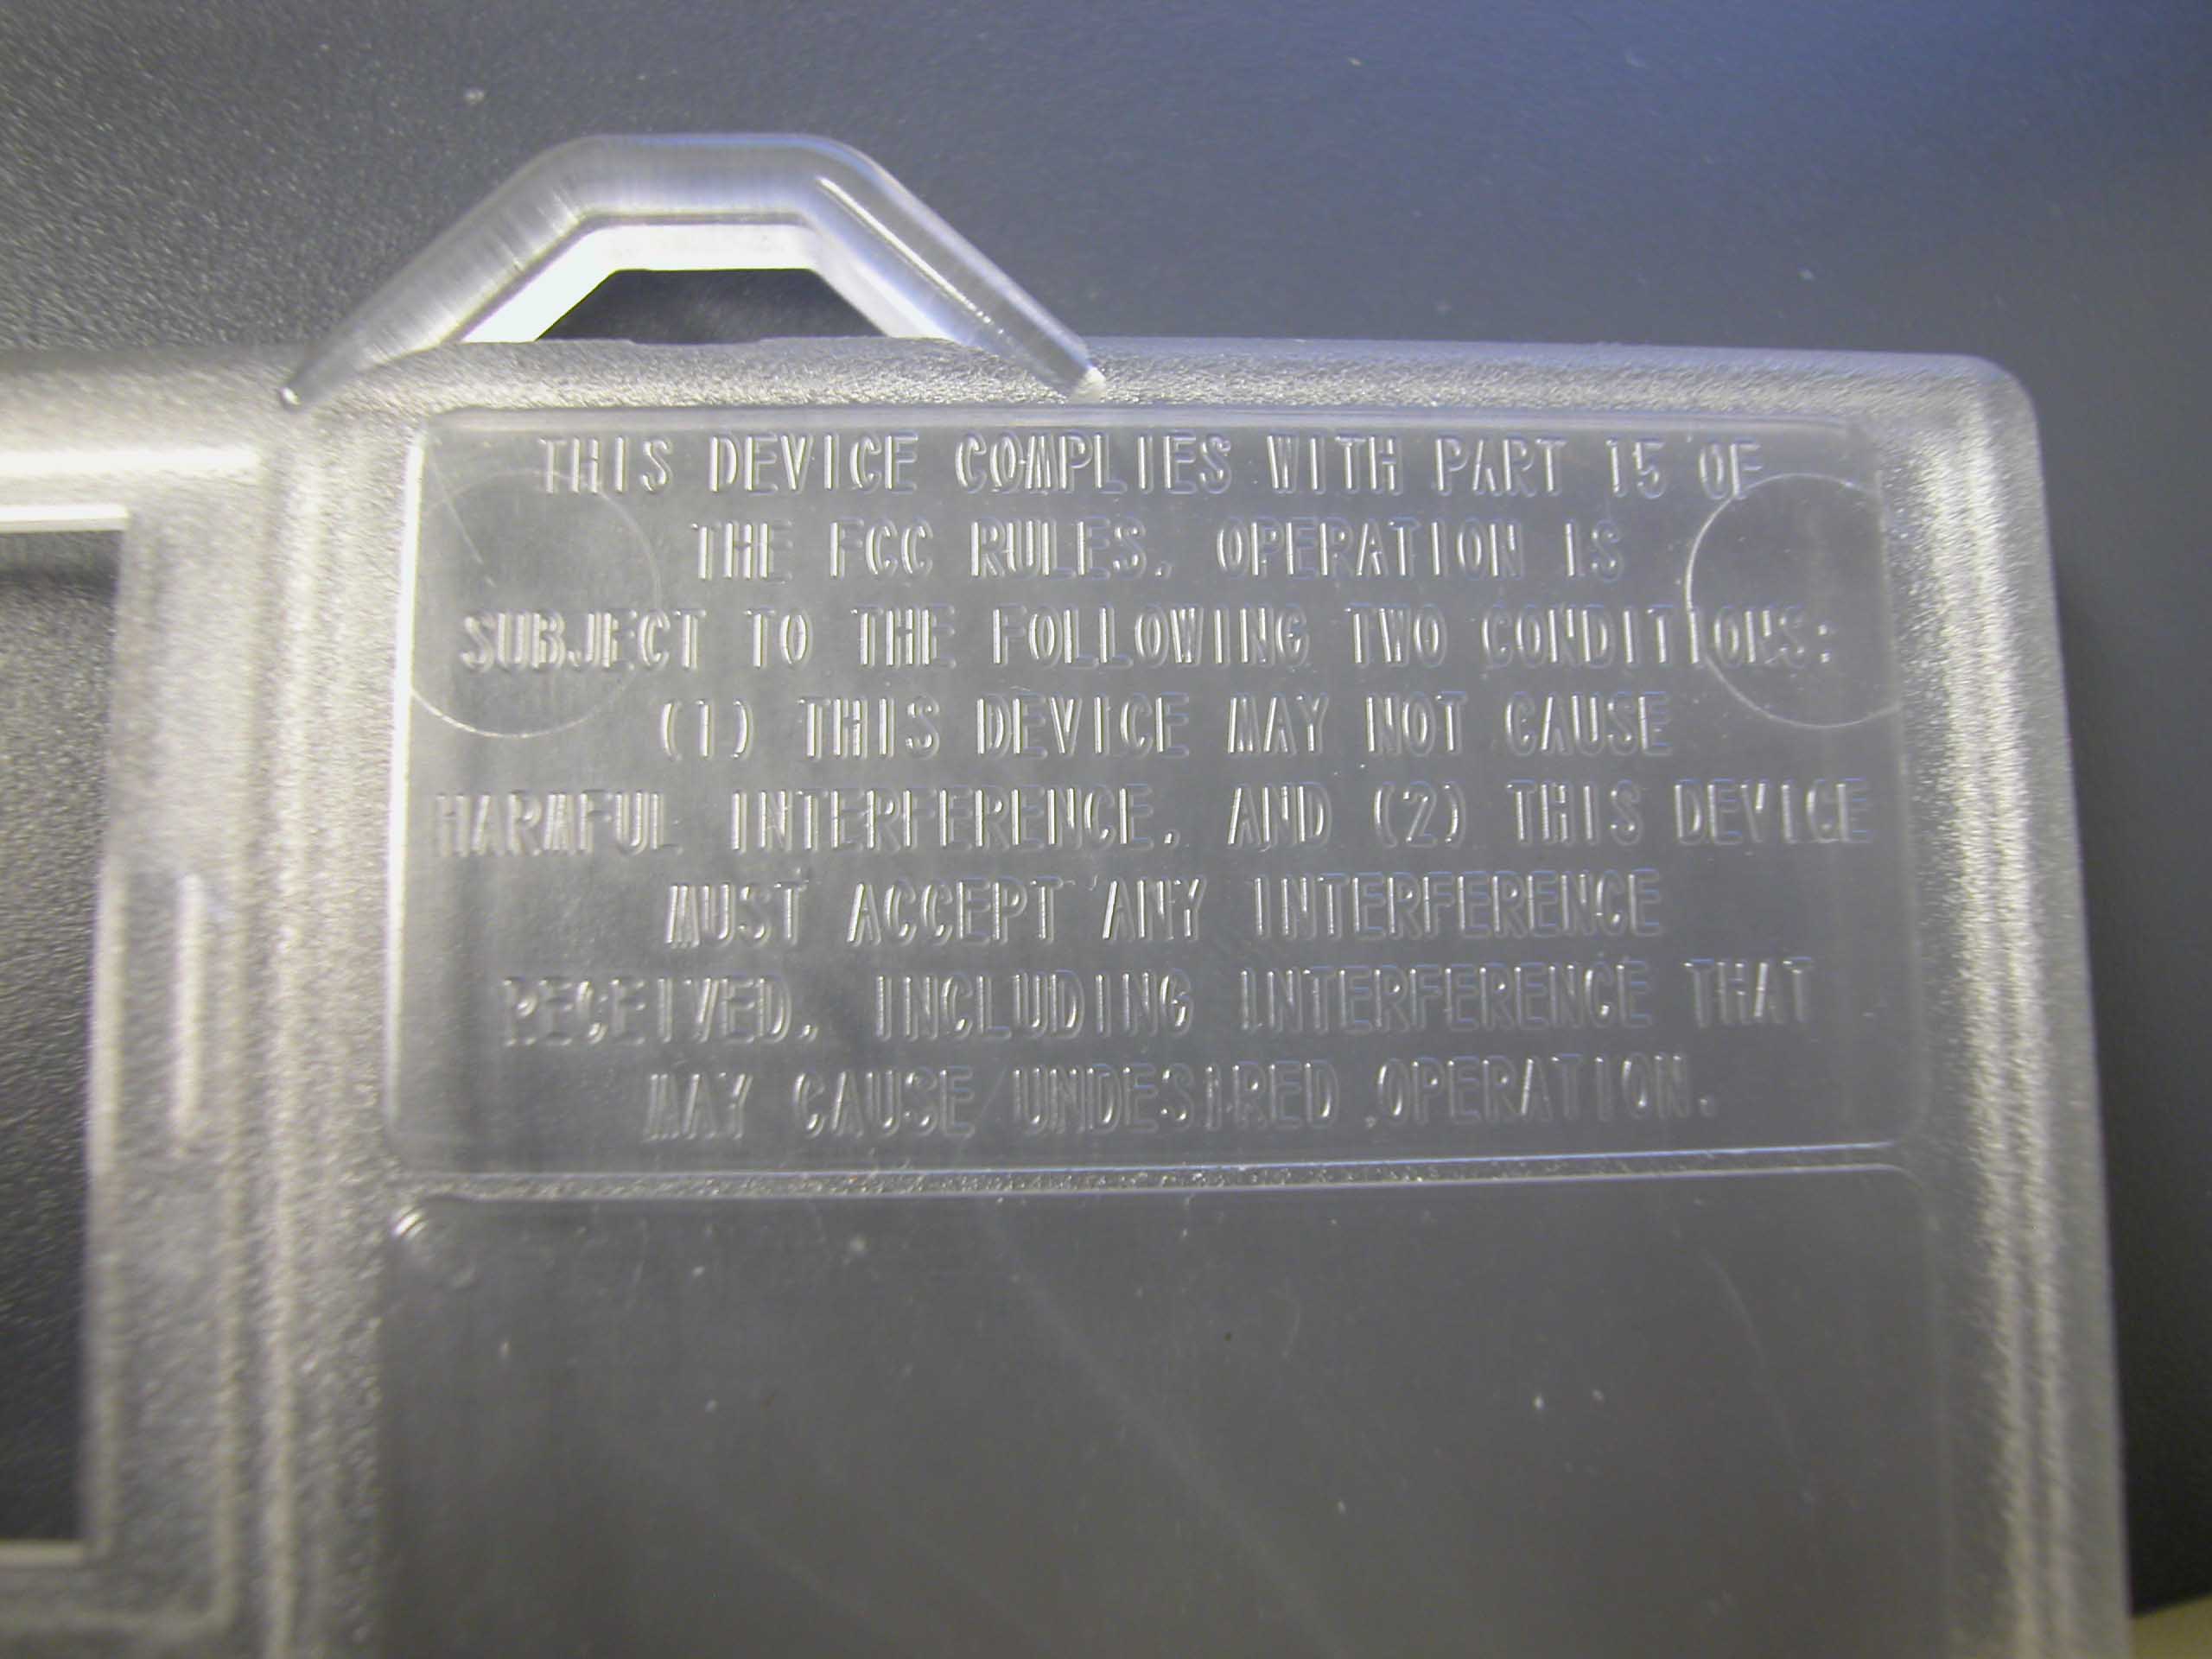 THIS DEVICE COMPLIES WITH PART 15 OF
THE FCC RULES. OPERATION IS
SUBJECT TO THE FOLLOWING TWO CONDITIONS:
(1) THIS DEVICE MAY NOT CAUSE
HARMFUL INTERFERENCE, AND (2) THIS DEVICE
MUST ACCEPT ANY INTERFERENCE
RECEIVED, INCLUDING INTERFERENCE THAT
MAY CAUSE UNDESIRED OPERATION.